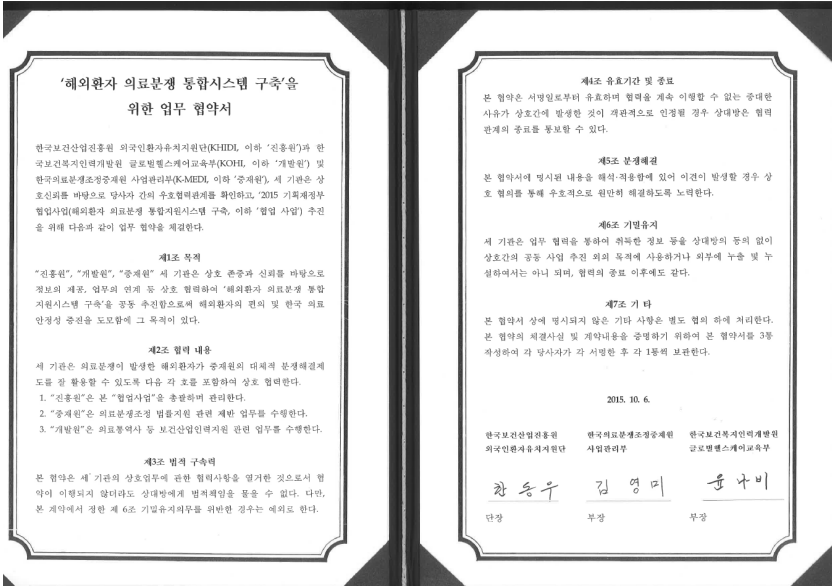 '해외환자 의료분쟁 통합시스템 구축'을
위한 업무 협약서
한국보건산업진흥원 외국인환자유치지원단(KHIDI, 이하 '진흥원')과 한
국보건복지인력개발원 글로벌헬스케어교육부(KOHI, 이하 '개발원') 및
한국의료분쟁조정중재원 사업관리부(K-MEDI, 이하 '중재원'), 세 기관은 상
호신뢰를 바탕으로 당사자 간의 우호협력관계를 확인하고, '2015 기획재정부
협업사업(해외환자 의료분쟁 통합지원시스템 구축, 이하 '협업 사업') 추진
을 위해 다음과 같이 업무 협약을 체결한다.
제1조 목적
"진흥원", "개발원", "중재원" 세 기관은 상호 존중과 신뢰를 바탕으로
정보의 제공, 업무의 연계 등 상호 협력하여 '해외환자 의료분쟁 통합
지원시스템 구축'을 공동 추진함으로써 해외환자의 편의 및 한국 의료
안정성 증진을 도모함에 그 목적이 있다.
제2조 협력 내용
세 기관은 의료분쟁이 발생한 해외환자가 중재원의 대체적 분쟁해결제
도를 잘 활용할 수 있도록 다음 각 호를 포함하여 상호 협력한다.
1. "진흥원"은 본 "협업사업"을 총괄하며 관리한다.
2. "중재원"은 의료분쟁조정 법률지원 관련 제반 업무를 수행한다.
3. "개발원"은 의료통역사 등 보건산업인력지원 관련 업무를 수행한다.
제3조 법적 구속력
본 협약은 세 기관의 상호업무에 관한 협력사항을 열거한 것으로서 협
약이 이행되지 않더라도 상대방에게 법적책임을 물을 수 없다. 다만,
본 계약에서 정한 제 6조 기밀유지의무를 위반한 경우는 예외로 한다.
제4조 유효기간 및 종료
본 협약은 서명일로부터 유효하며 협력을 계속 이행할 수 없는 중대한
사유가 상호간에 발생한 것이 객관적으로 인정될 경우 상대방은 협력
관계의 종료를 통보할 수 있다.
제5조 분쟁해결
본 협약서에 명시된 내용을 해석·적용함에 있어 이견이 발생할 경우 상
호 협의를 통해 우호적으로 원만히 해결하도록 노력한다.
제6조 기밀유지
세 기관은 업무 협력을 통하여 취득한 정보 등을 상대방의 동의 없이
상호간의 공동 사업 추진 외의 목적에 사용하거나 외부에 누출 및 누
설하여서는 아니 되며, 협력의 종료 이후에도 같다.
제7조 기 타
본 협약서 상에 명시되지 않은 기타 사항은 별도 협의 하에 처리한다.
본 협약의 체결사실 및 계약내용을 증명하기 위하여 본 협약서를 3통
작성하여 각 당사자가 각 서명한 후 각 1통씩 보관한다.
2015. 10. 6.
한국보건산업진흥원 한국의료분쟁조정중재원 한국보건복지인력개발원
외국인환자유치지원단 사업관리부 글로벌헬스케어교육부
한동우 김영미 윤나비
단장 부장 부장